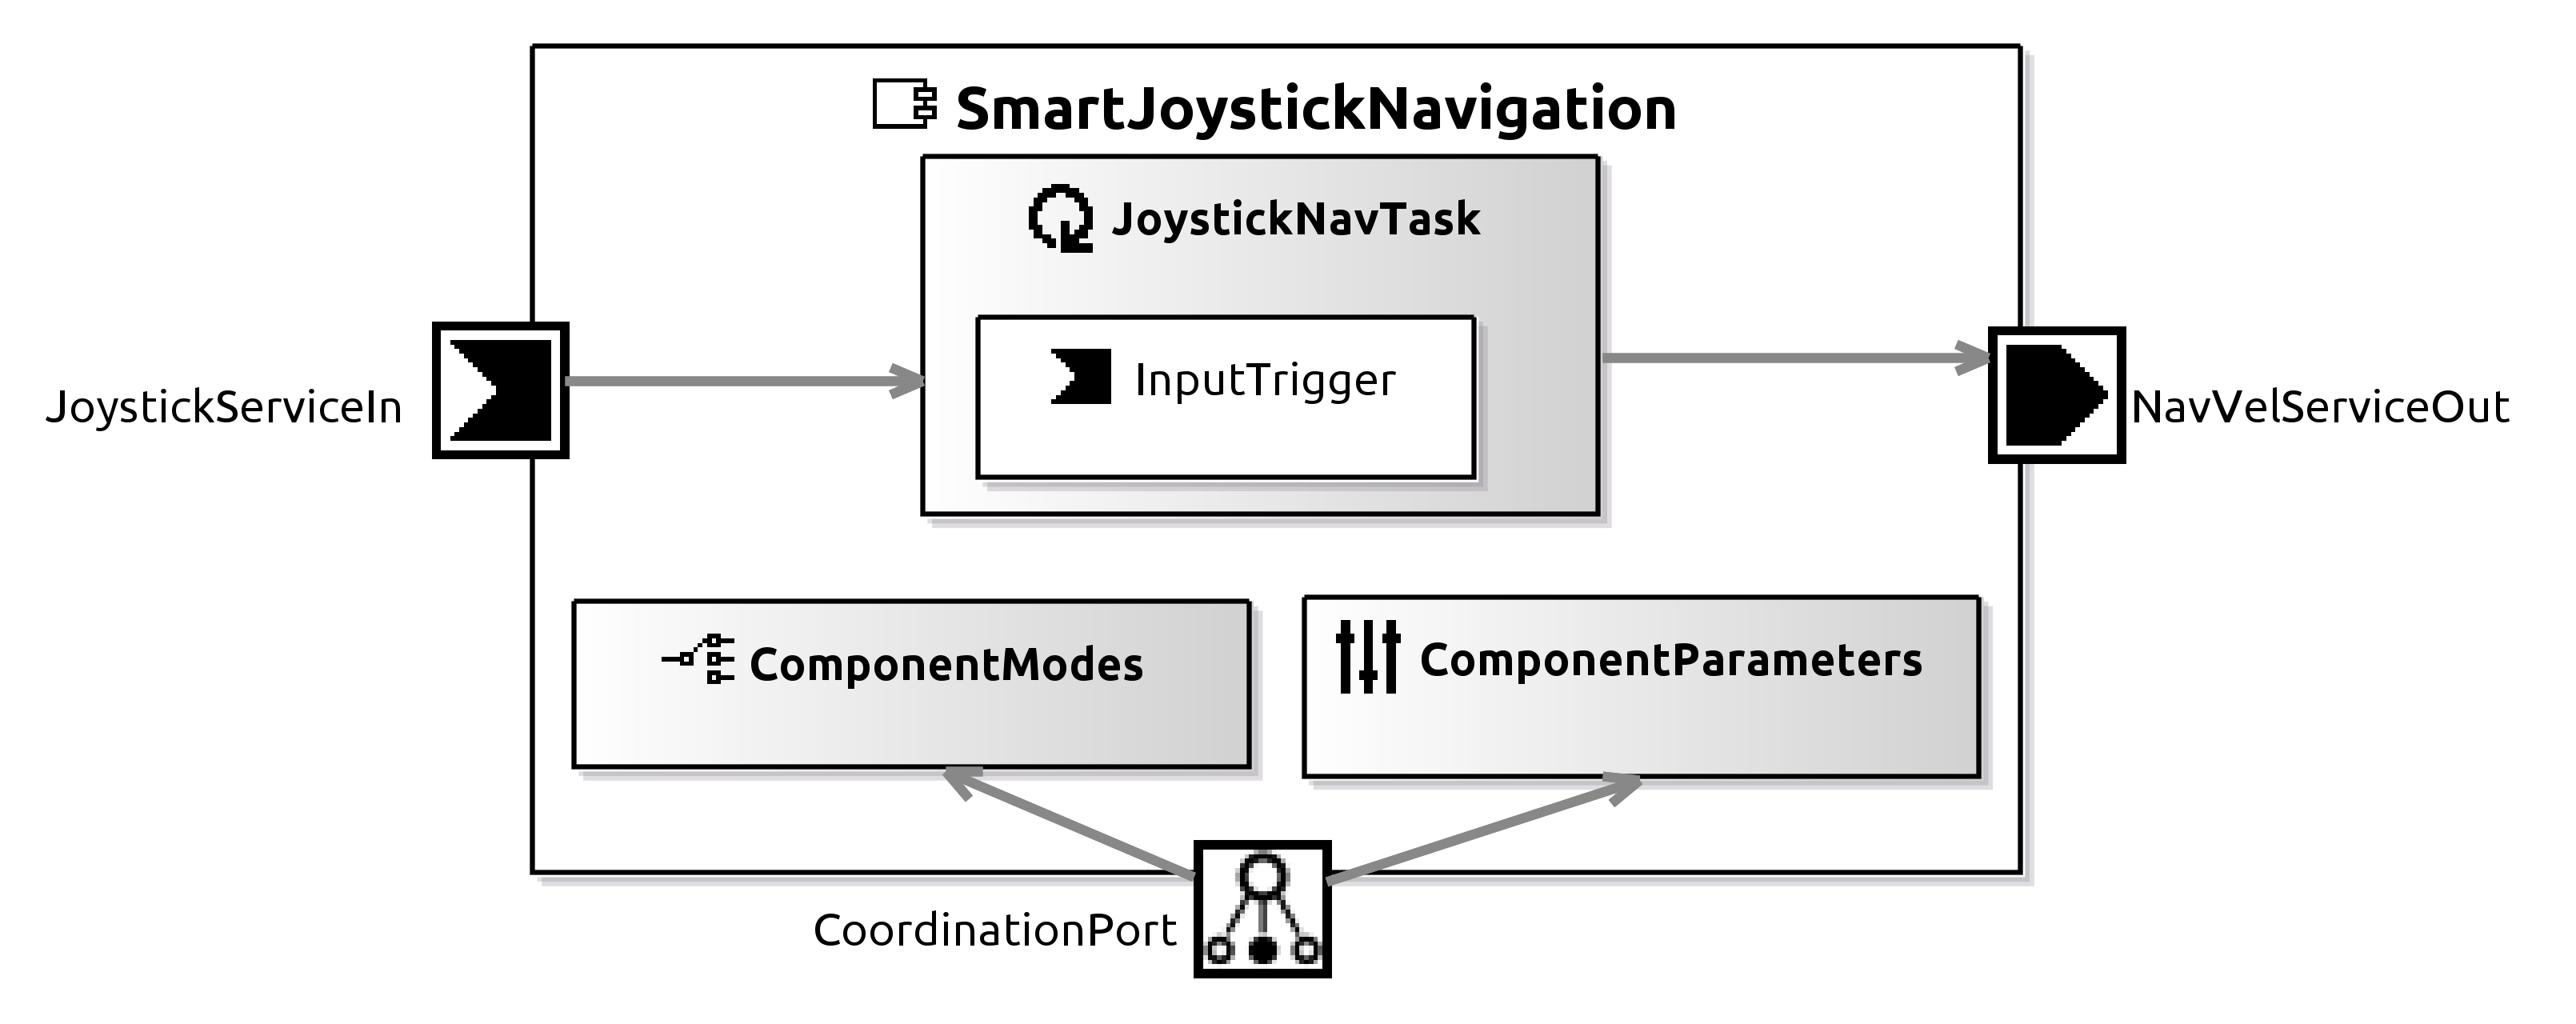 SmartJoystickNavigation
JoystickNavTask
InputTrigger
JoystickServiceIn
NavVelServiceOut
ComponentModes
ComponentParameters
CoordinationPort